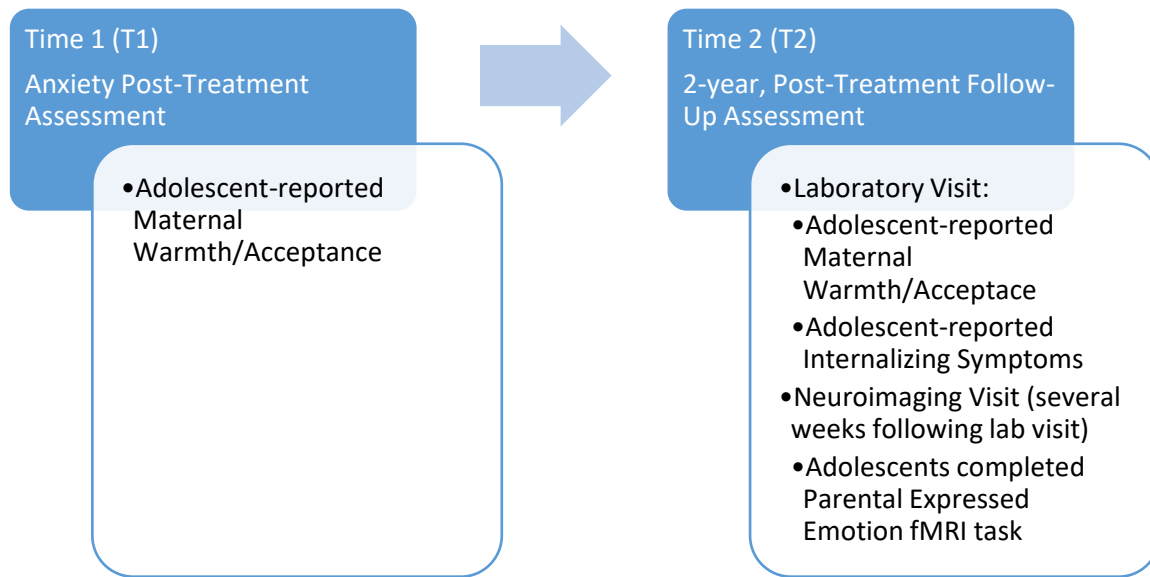 Time 1 (T1)
Anxiety Post-Treatment
Assessment
•Adolescent-reported
Maternal
Warmth/Acceptance
Time 2 (T2)
2-year, Post-Treatment Follow-
Up Assessment
•Laboratory Visit:
•Adolescent-reported
Maternal
Warmth/Acceptace
•Adolescent-reported
Internalizing Symptoms
•Neuroimaging Visit (several
weeks following lab visit)
•Adolescents completed
Parental Expressed
Emotion fMRI task